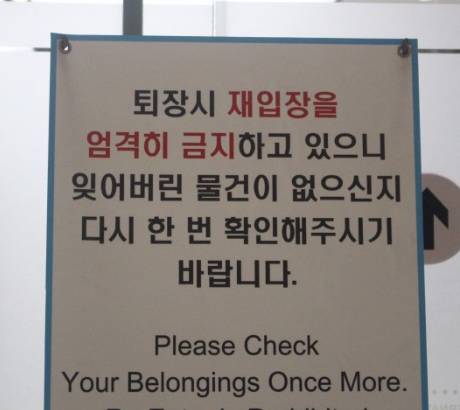 퇴장시 재입장을
엄격히 금지하고 있으니
잊어버린 물건이 없으신지
다시 한 번 확인해주시기
바랍니다.
Please Check
Your Belongings Once More.